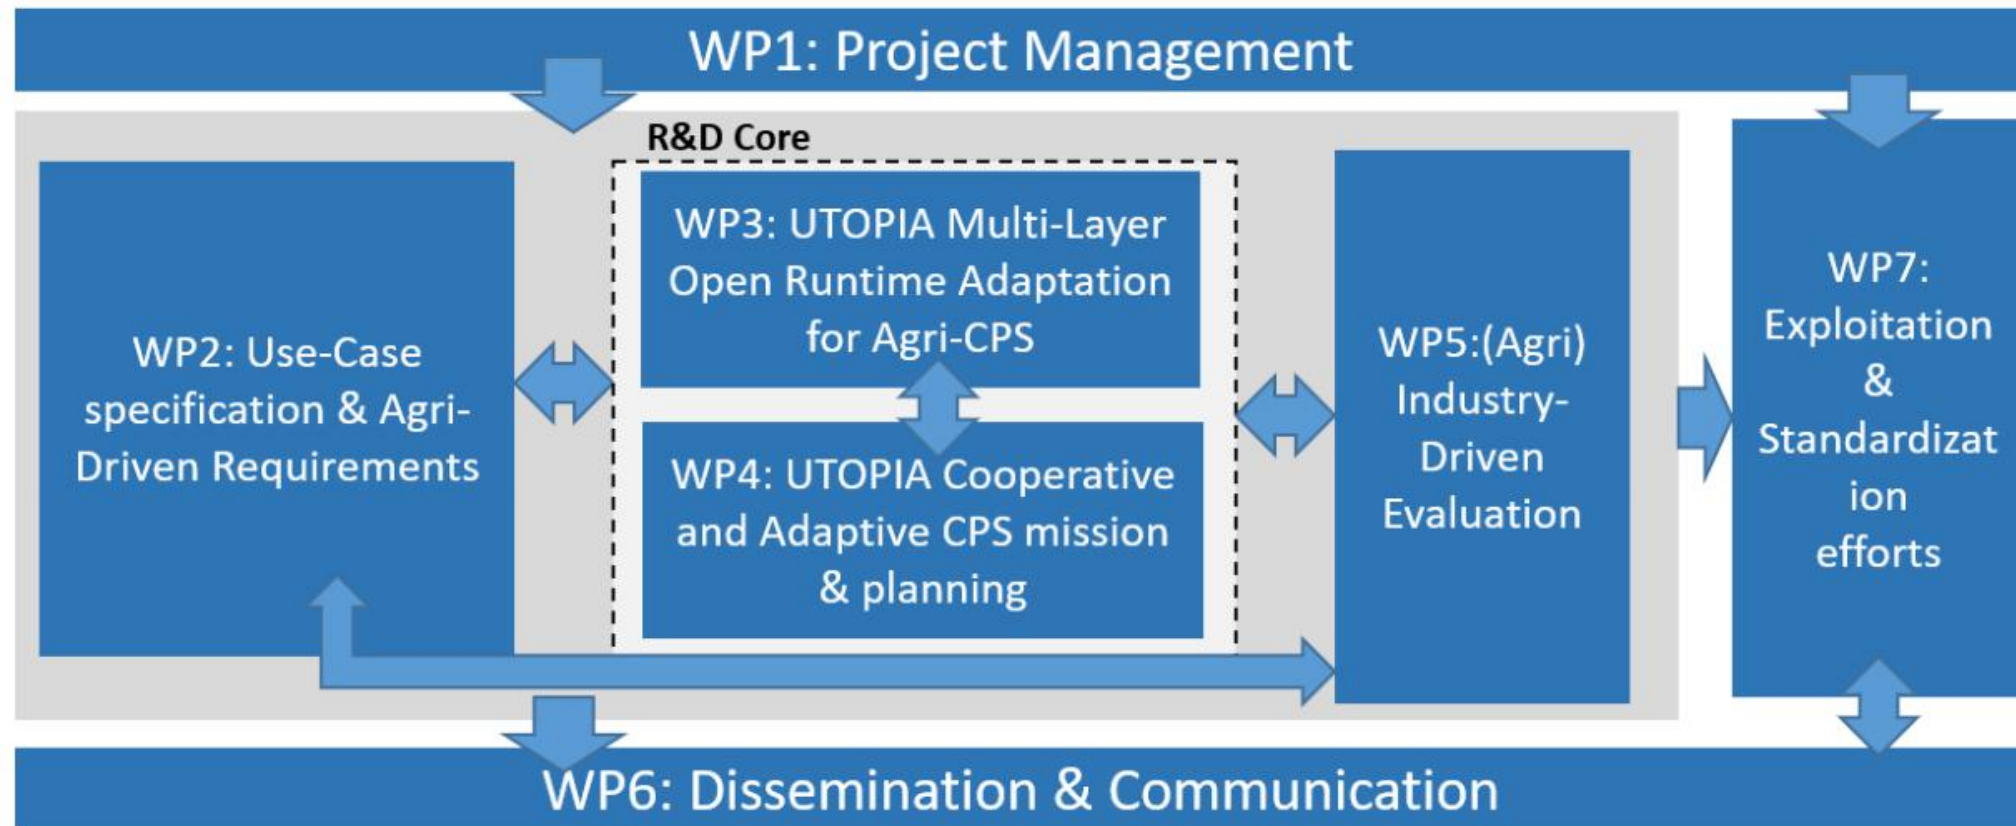 WP1: Project Management
R&D Core
WP2: Use-Case
specification & Agri-
Driven Requirements
WP3: UTOPIA Multi-Layer
Open Runtime Adaptation
for Agri-CPS
WP4: UTOPIA Cooperative
and Adaptive CPS mission
& planning
WP5:(Agri)
Industry-
Driven
Evaluation
WP7:
Exploitation
&
Standardizat
ion
efforts
WP6: Dissemination & Communication